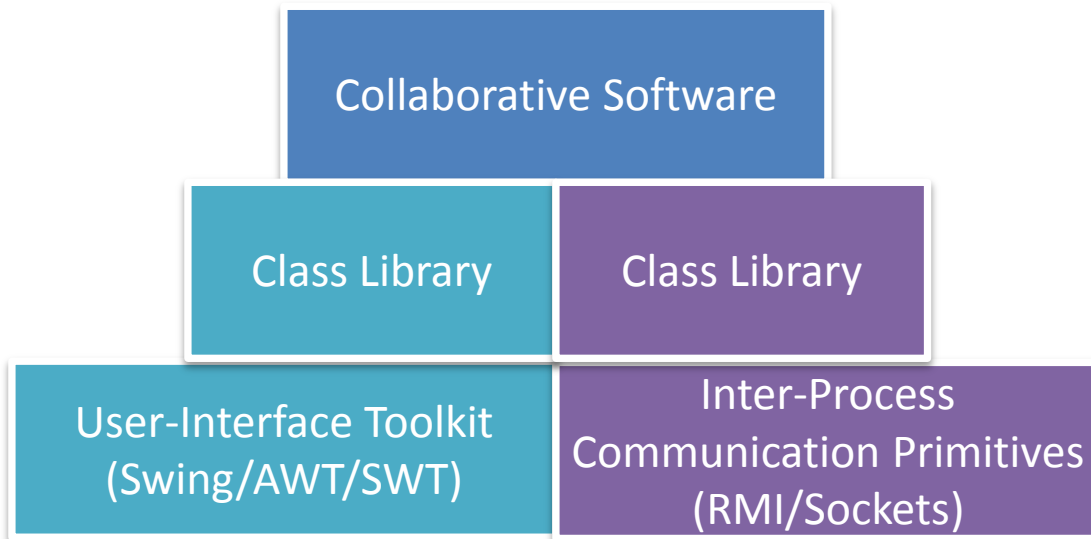 Collaborative Software
Class Library
Class Library
User-Interface Toolkit
(Swing/AWT/SWT)
Inter-Process
Communication Primitives
(RMI/Sockets)